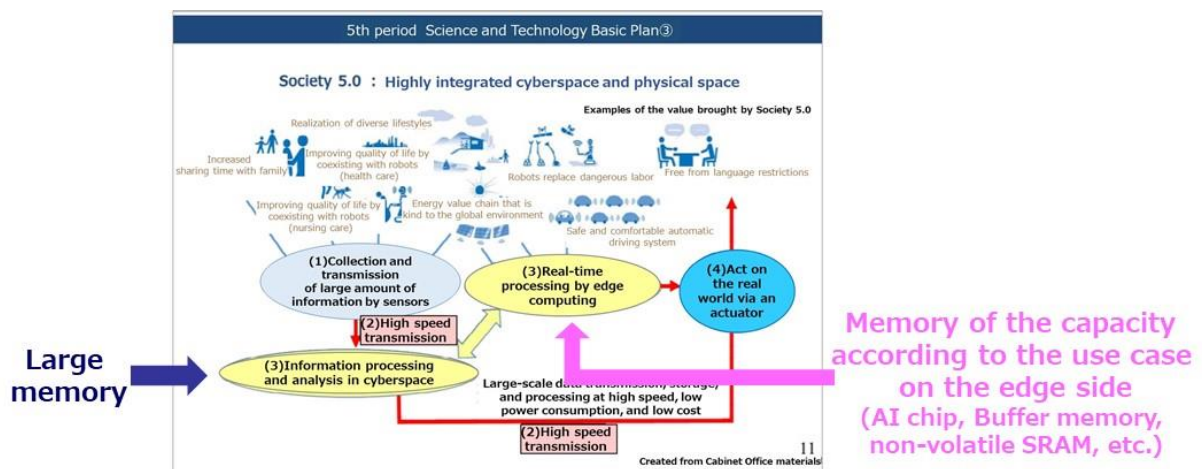 5th period Science and Technology Basic Plan③
Society 5.0 : Highly integrated cyberspace and physical space
Examples of the value brought by Society 5.0
Realization of diverse lifestyles
Increased
sharing time with family
Improving quality of life by
coexisting with robots
(health care)
Robots replace dangerous labor
Free from language restrictions
Improving quality of life by
coexisting with robots
(nursing care)
Energy value chain that is
kind to the global environment
Safe and comfortable automatic
driving system
(1)Collection and
transmission
of large amount of
information by sensors
(3)Real-time
processing by edge
computing
(4)Act on
the real
world via an
actuator
(2)High speed
transmission
Large
memory
(3)Information processing
and analysis in cyberspace
Large-scale data transmission, storage,
and processing at high speed, low
power consumption, and low cost
(2)High speed
transmission
Memory of the capacity
according to the use case
on the edge side
(AI chip, Buffer memory,
non-volatile SRAM, etc.)
11
Created from Cabinet Office materials